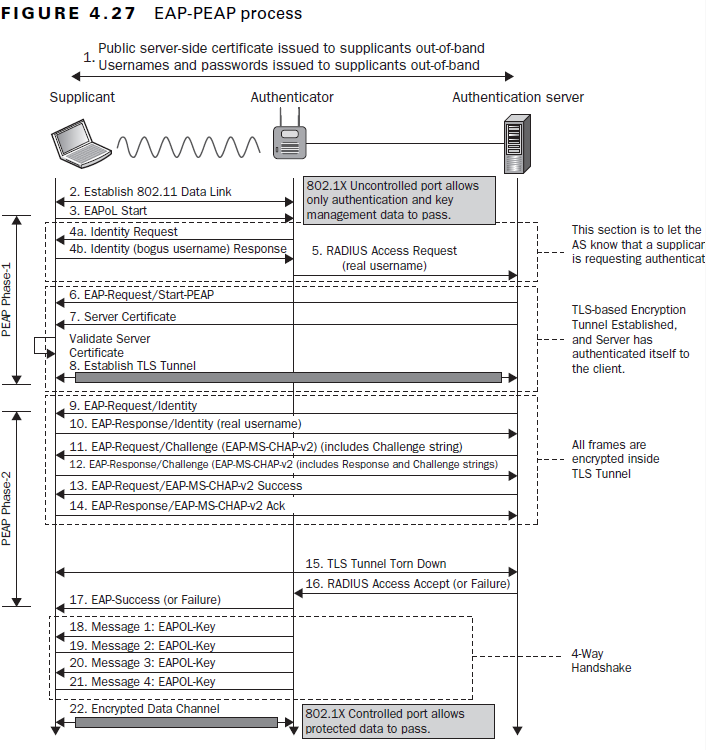 FIGURE 4.27 EAP-PEAP process
1. Public server-side certificate issued to supplicants out-of-band
Usernames and passwords issued to supplicants out-of-band
Supplicant
Authenticator
Authentication server
802.1X Uncontrolled port allows
only authentication and key
management data to pass.
2. Establish 802.11 Data Link
3. EAPoL Start
4a. Identity Request
4b. Identity (bogus username) Response
5. RADIUS Access Request
(real username)
This section is to let the
AS know that a supplicar
is requesting authenticat
PEAP Phase-1
6. EAP-Request/Start-PEAP
7. Server Certificate
Validate Server
Certificate
8. Establish TLS Tunnel
TLS-based Encryption
Tunnel Established,
and Server has
authenticated itself to
the client.
9. EAP-Request/Identity
10. EAP-Response/Identity (real username)
11. EAP-Request/Challenge (EAP-MS-CHAP-v2) (includes Challenge string)
12. EAP-Response/Challenge (EAP-MS-CHAP-v2 (includes Response and Challenge strings)
13. EAP-Request/EAP-MS-CHAP-v2 Success
14. EAP-Response/EAP-MS-CHAP-v2 Ack
All frames are
encrypted inside
TLS Tunnel
PEAP Phase-2
15. TLS Tunnel Torn Down
16. RADIUS Access Accept (or Failure)
17. EAP-Success (or Failure)
18. Message 1: EAPOL-Key
19. Message 2: EAPOL-Key
20. Message 3: EAPOL-Key
21. Message 4: EAPOL-Key
4-Way
Handshake
22. Encrypted Data Channel
802.1X Controlled port allows
protected data to pass.